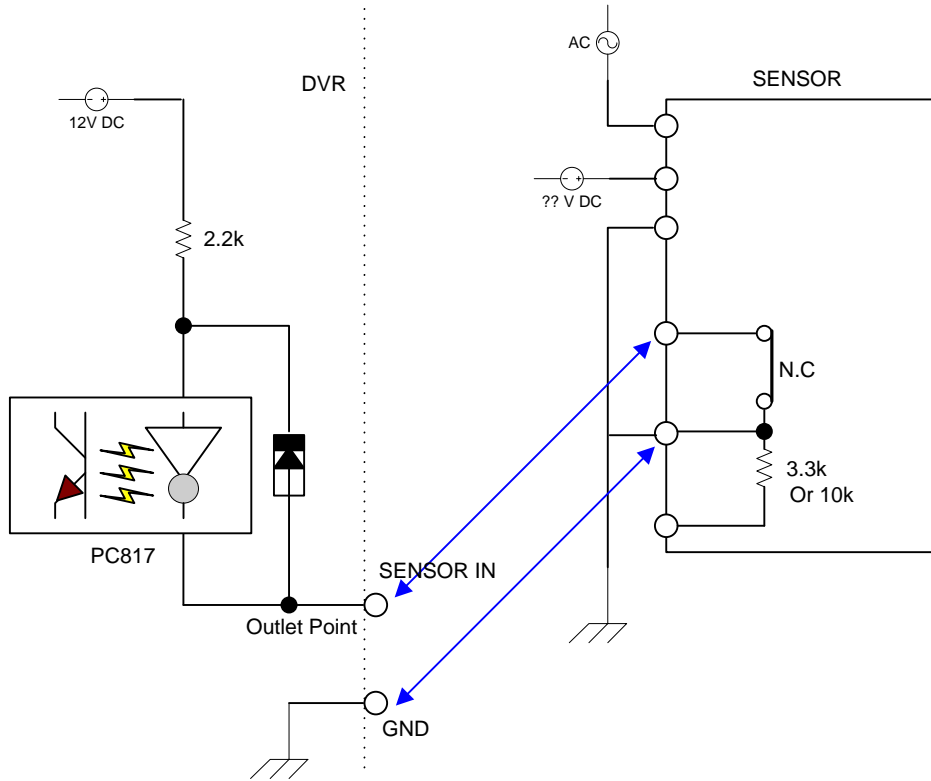 AC
DVR
SENSOR
12V DC
?? V DC
2.2k
N.C
3.3k
Or 10k
PC817
SENSOR IN
Outlet Point
GND